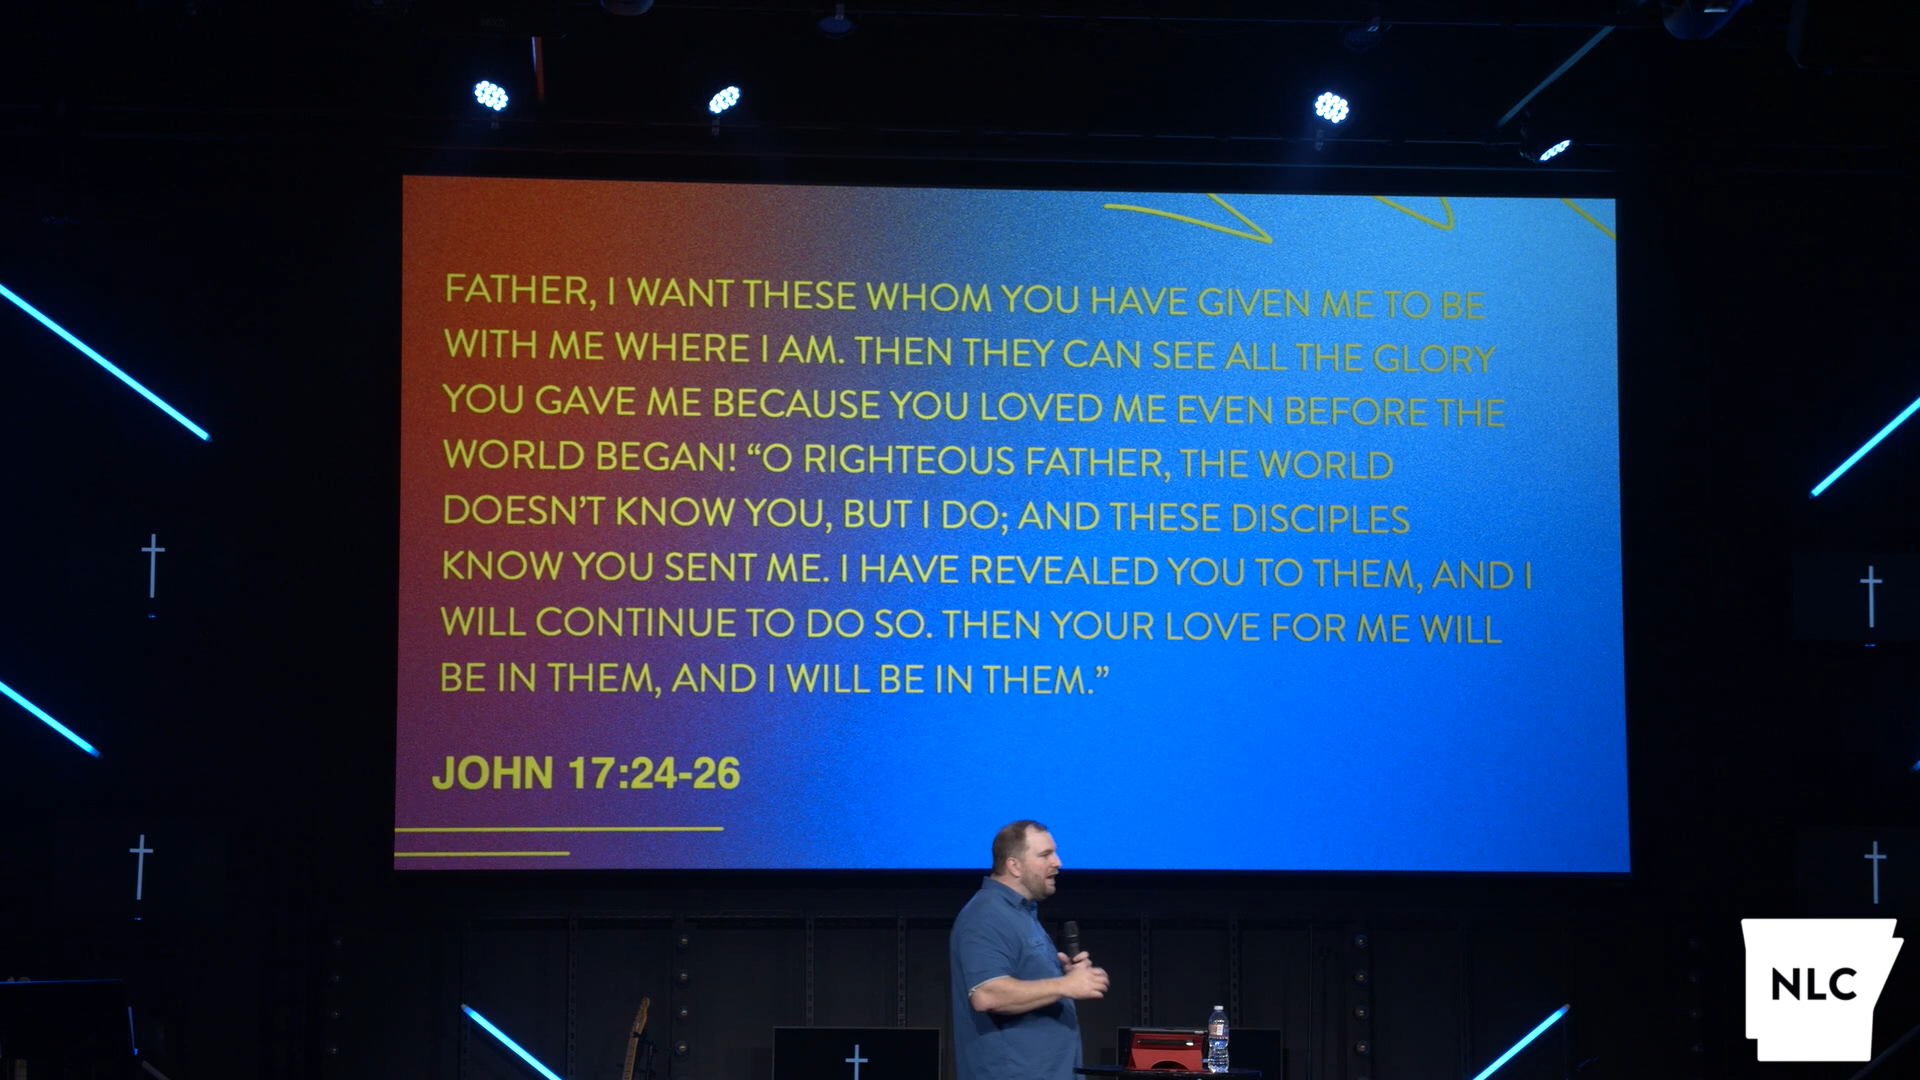 FATHER, I WANT THESE WHOM YOU HAVE GIVEN ME TO BE
WITH ME WHERE I AM. THEN THEY CAN SEE ALL THE GLORY
YOU GAVE ME BECAUSE YOU LOVED ME EVEN BEFORE THE
WORLD BEGAN! “O RIGHTEOUS FATHER, THE WORLD
DOESN’T KNOW YOU, BUT I DO; AND THESE DISCIPLES
KNOW YOU SENT ME. I HAVE REVEALED YOU TO THEM, AND I
WILL CONTINUE TO DO SO. THEN YOUR LOVE FOR ME WILL
BE IN THEM, AND I WILL BE IN THEM.”
JOHN 17:24-26
NLC